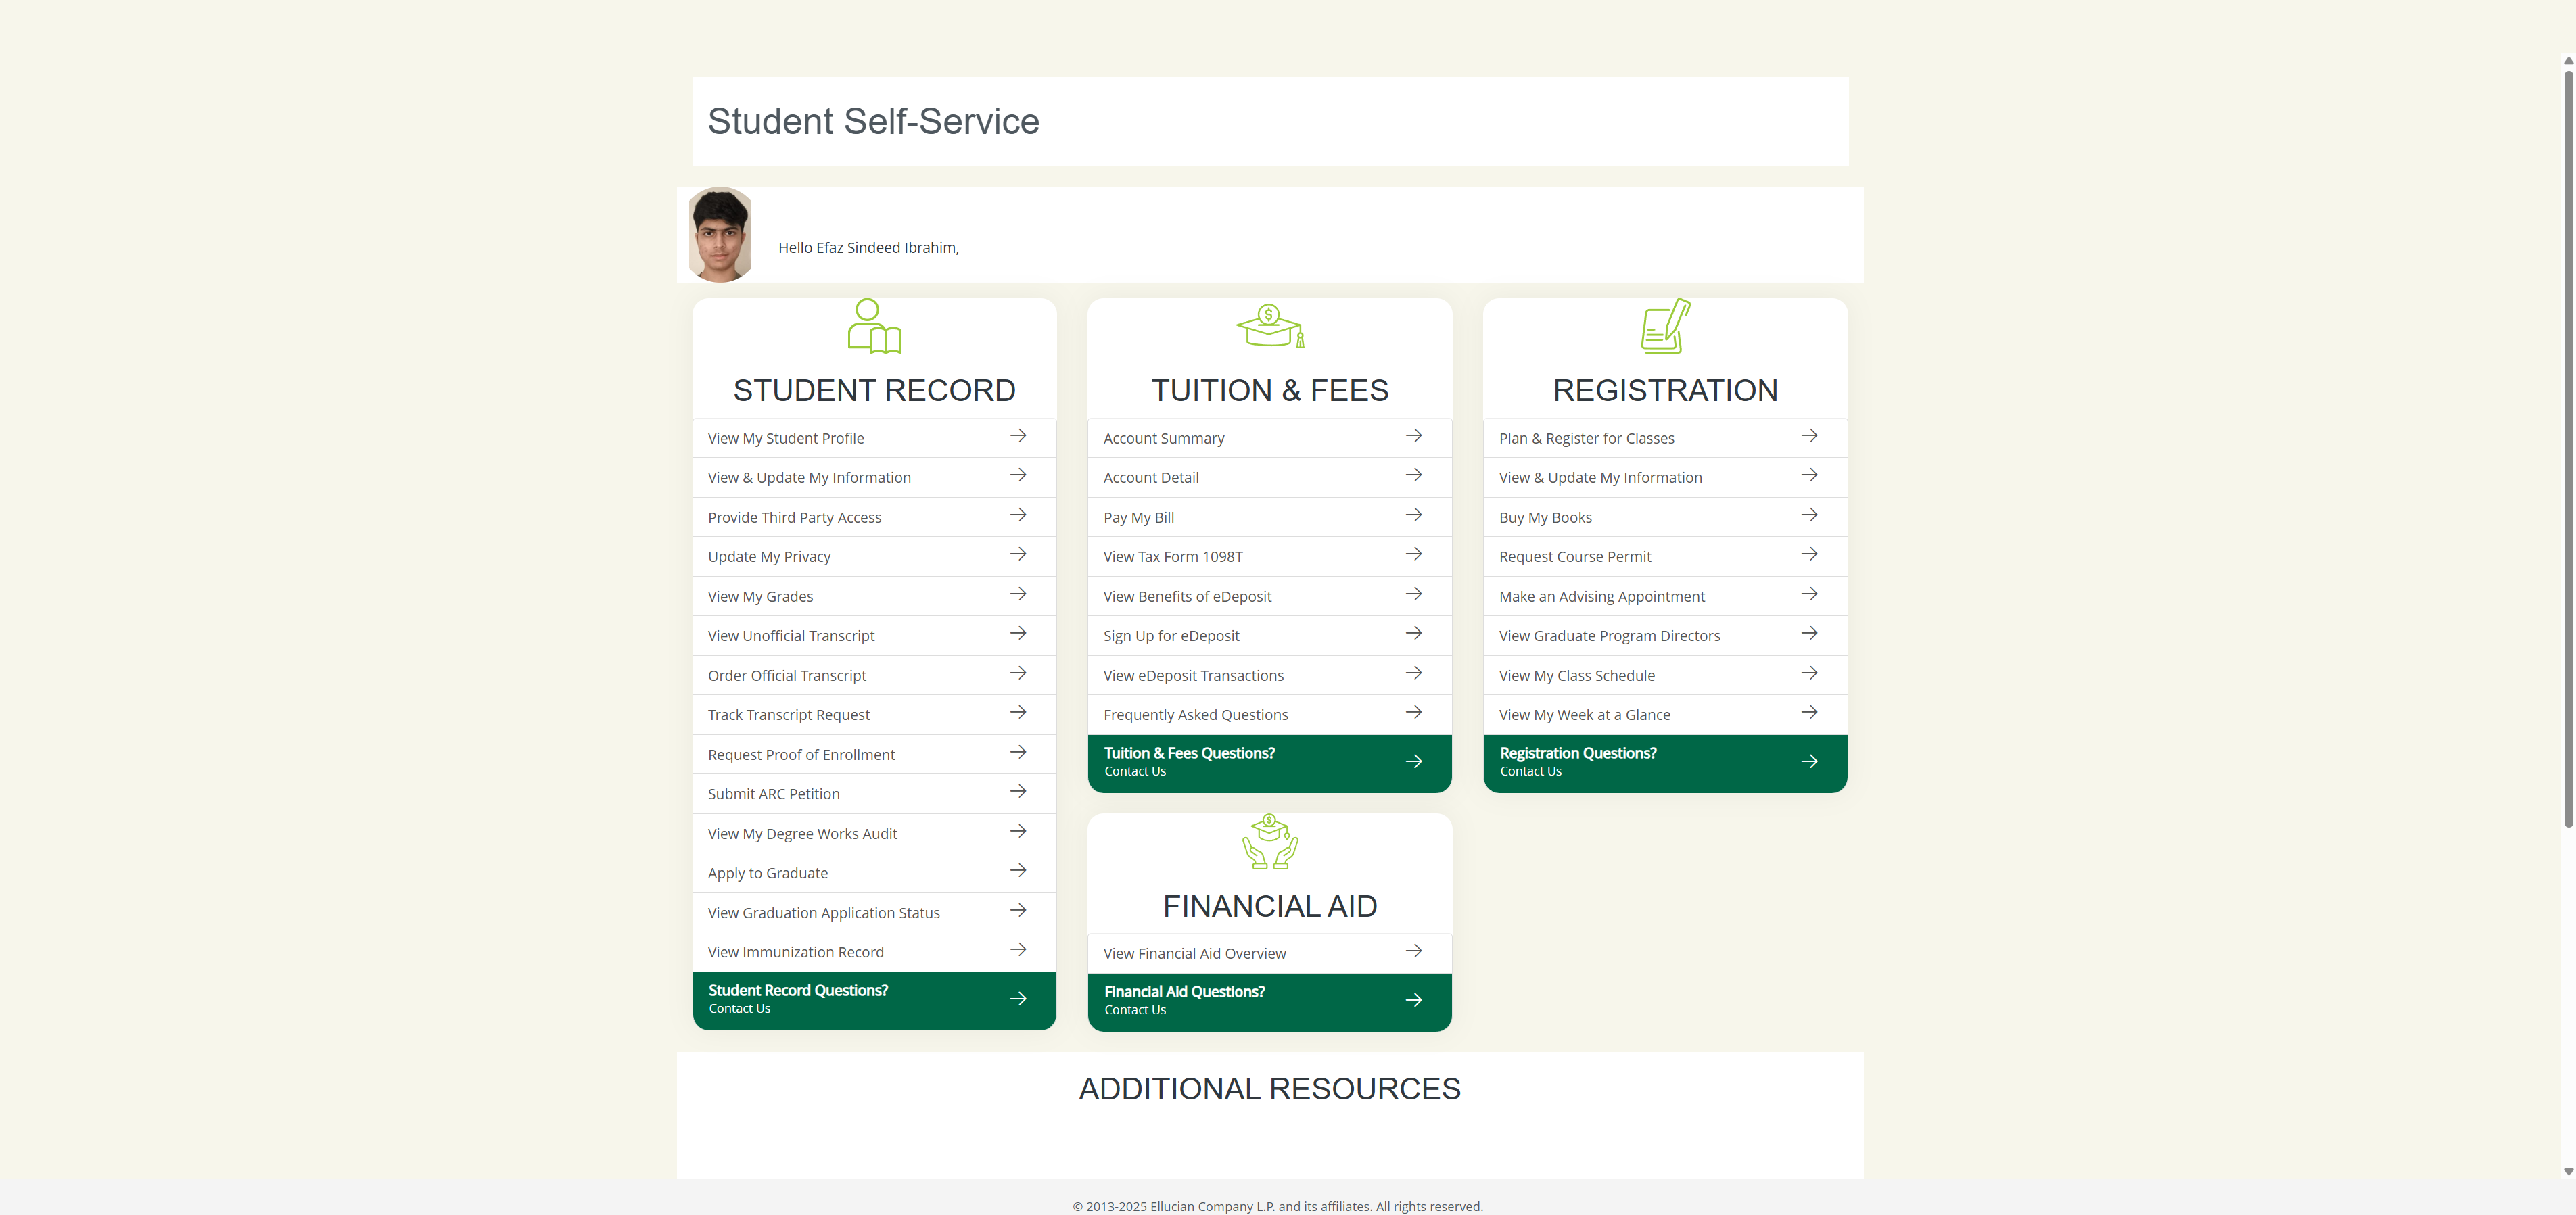 Student Self-Service
Hello Efaz Sindeed Ibrahim,
STUDENT RECORD
View My Student Profile
View & Update My Information
Provide Third Party Access
Update My Privacy
View My Grades
View Unofficial Transcript
Order Official Transcript
Track Transcript Request
Request Proof of Enrollment
Submit ARC Petition
View My Degree Works Audit
Apply to Graduate
View Graduation Application Status
View Immunization Record
Student Record Questions?
Contact Us
TUITION & FEES
Account Summary
Account Detail
Pay My Bill
View Tax Form 1098T
View Benefits of eDeposit
Sign Up for eDeposit
View eDeposit Transactions
Frequently Asked Questions
Tuition & Fees Questions?
Contact Us
FINANCIAL AID
View Financial Aid Overview
Financial Aid Questions?
Contact Us
REGISTRATION
Plan & Register for Classes
View & Update My Information
Buy My Books
Request Course Permit
Make an Advising Appointment
View Graduate Program Directors
View My Class Schedule
View My Week at a Glance
Registration Questions?
Contact Us
ADDITIONAL RESOURCES
© 2013-2025 Ellucian Company L.P. and its affiliates. All rights reserved.